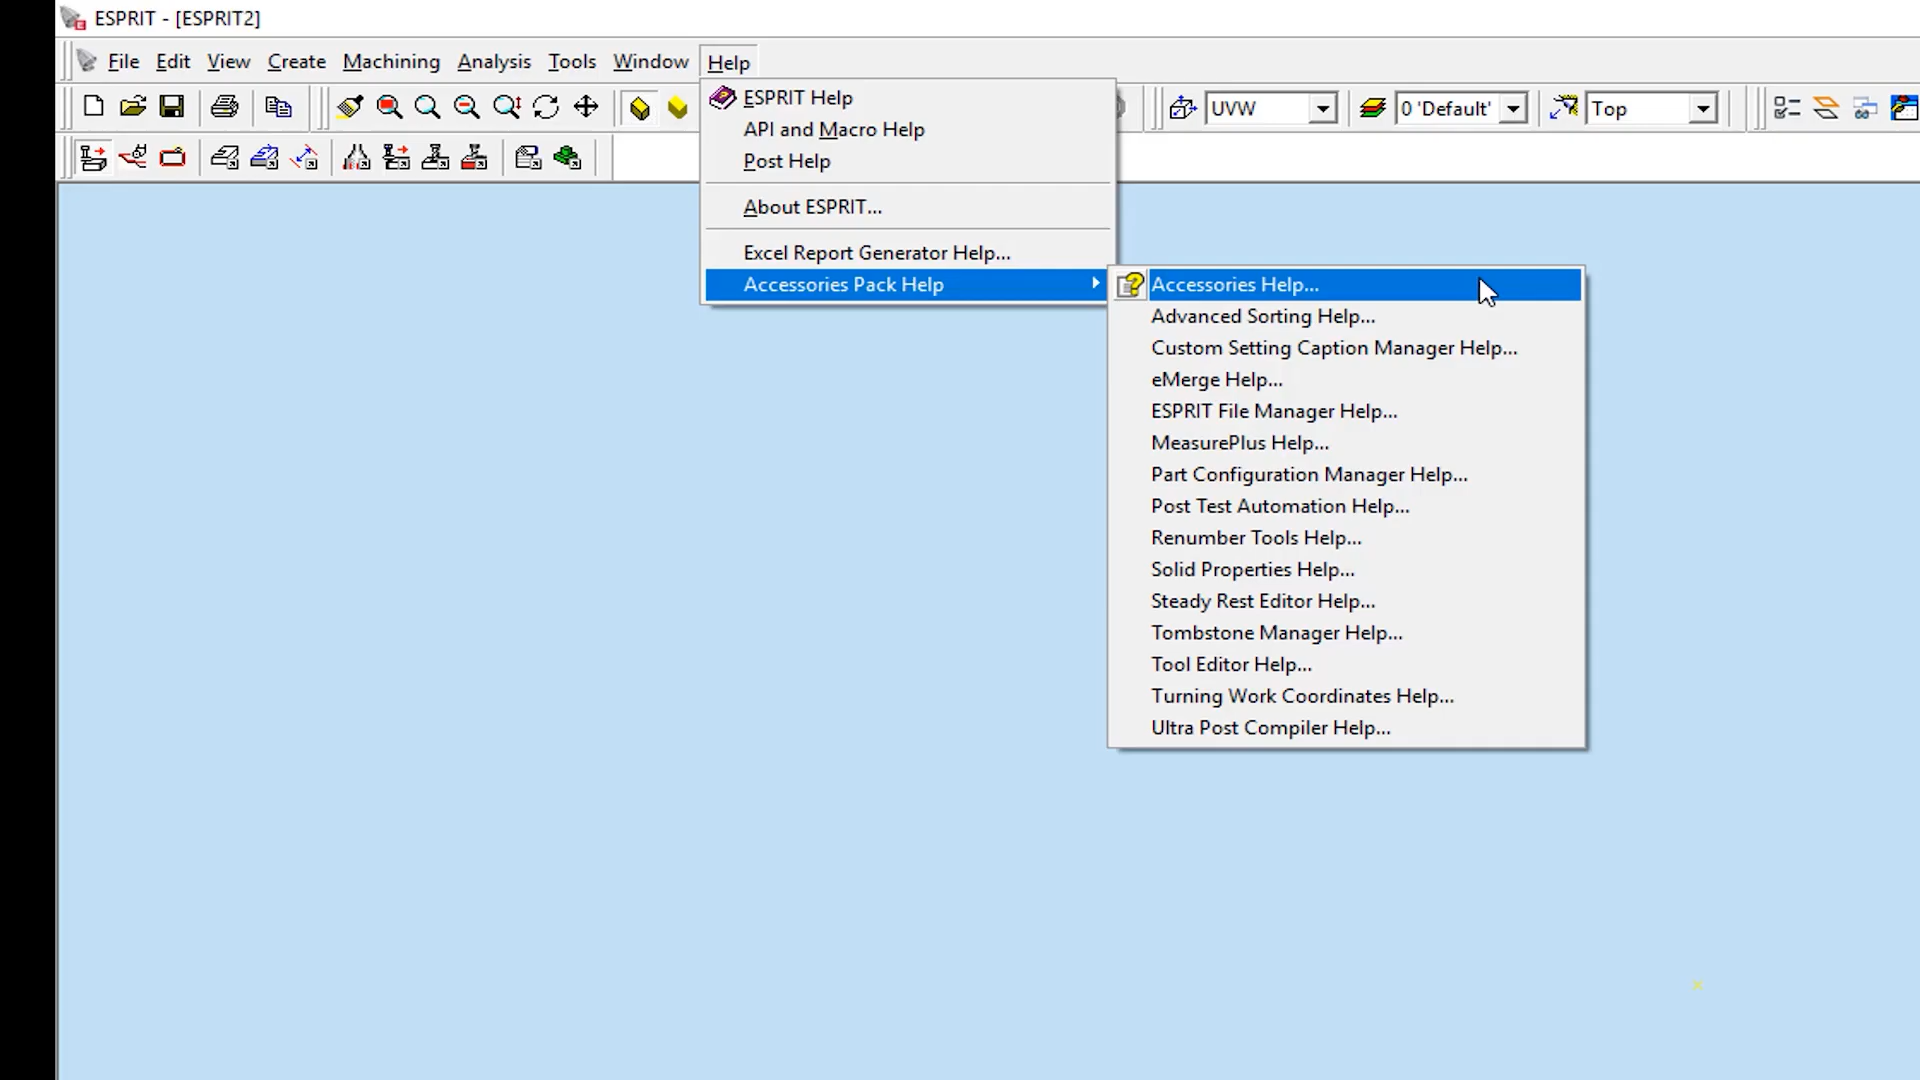 ESPRIT - [ESPRIT2]
File Edit View Create Machining Analysis Tools Window Help
UVW 0 'Default' Top
ESPRIT Help
API and Macro Help
Post Help
About ESPRIT...
Excel Report Generator Help...
Accessories Pack Help
Accessories Help...
Advanced Sorting Help...
Custom Setting Caption Manager Help...
eMerge Help...
ESPRIT File Manager Help...
MeasurePlus Help...
Part Configuration Manager Help...
Post Test Automation Help...
Renumber Tools Help...
Solid Properties Help...
Steady Rest Editor Help...
Tombstone Manager Help...
Tool Editor Help...
Turning Work Coordinates Help...
Ultra Post Compiler Help...